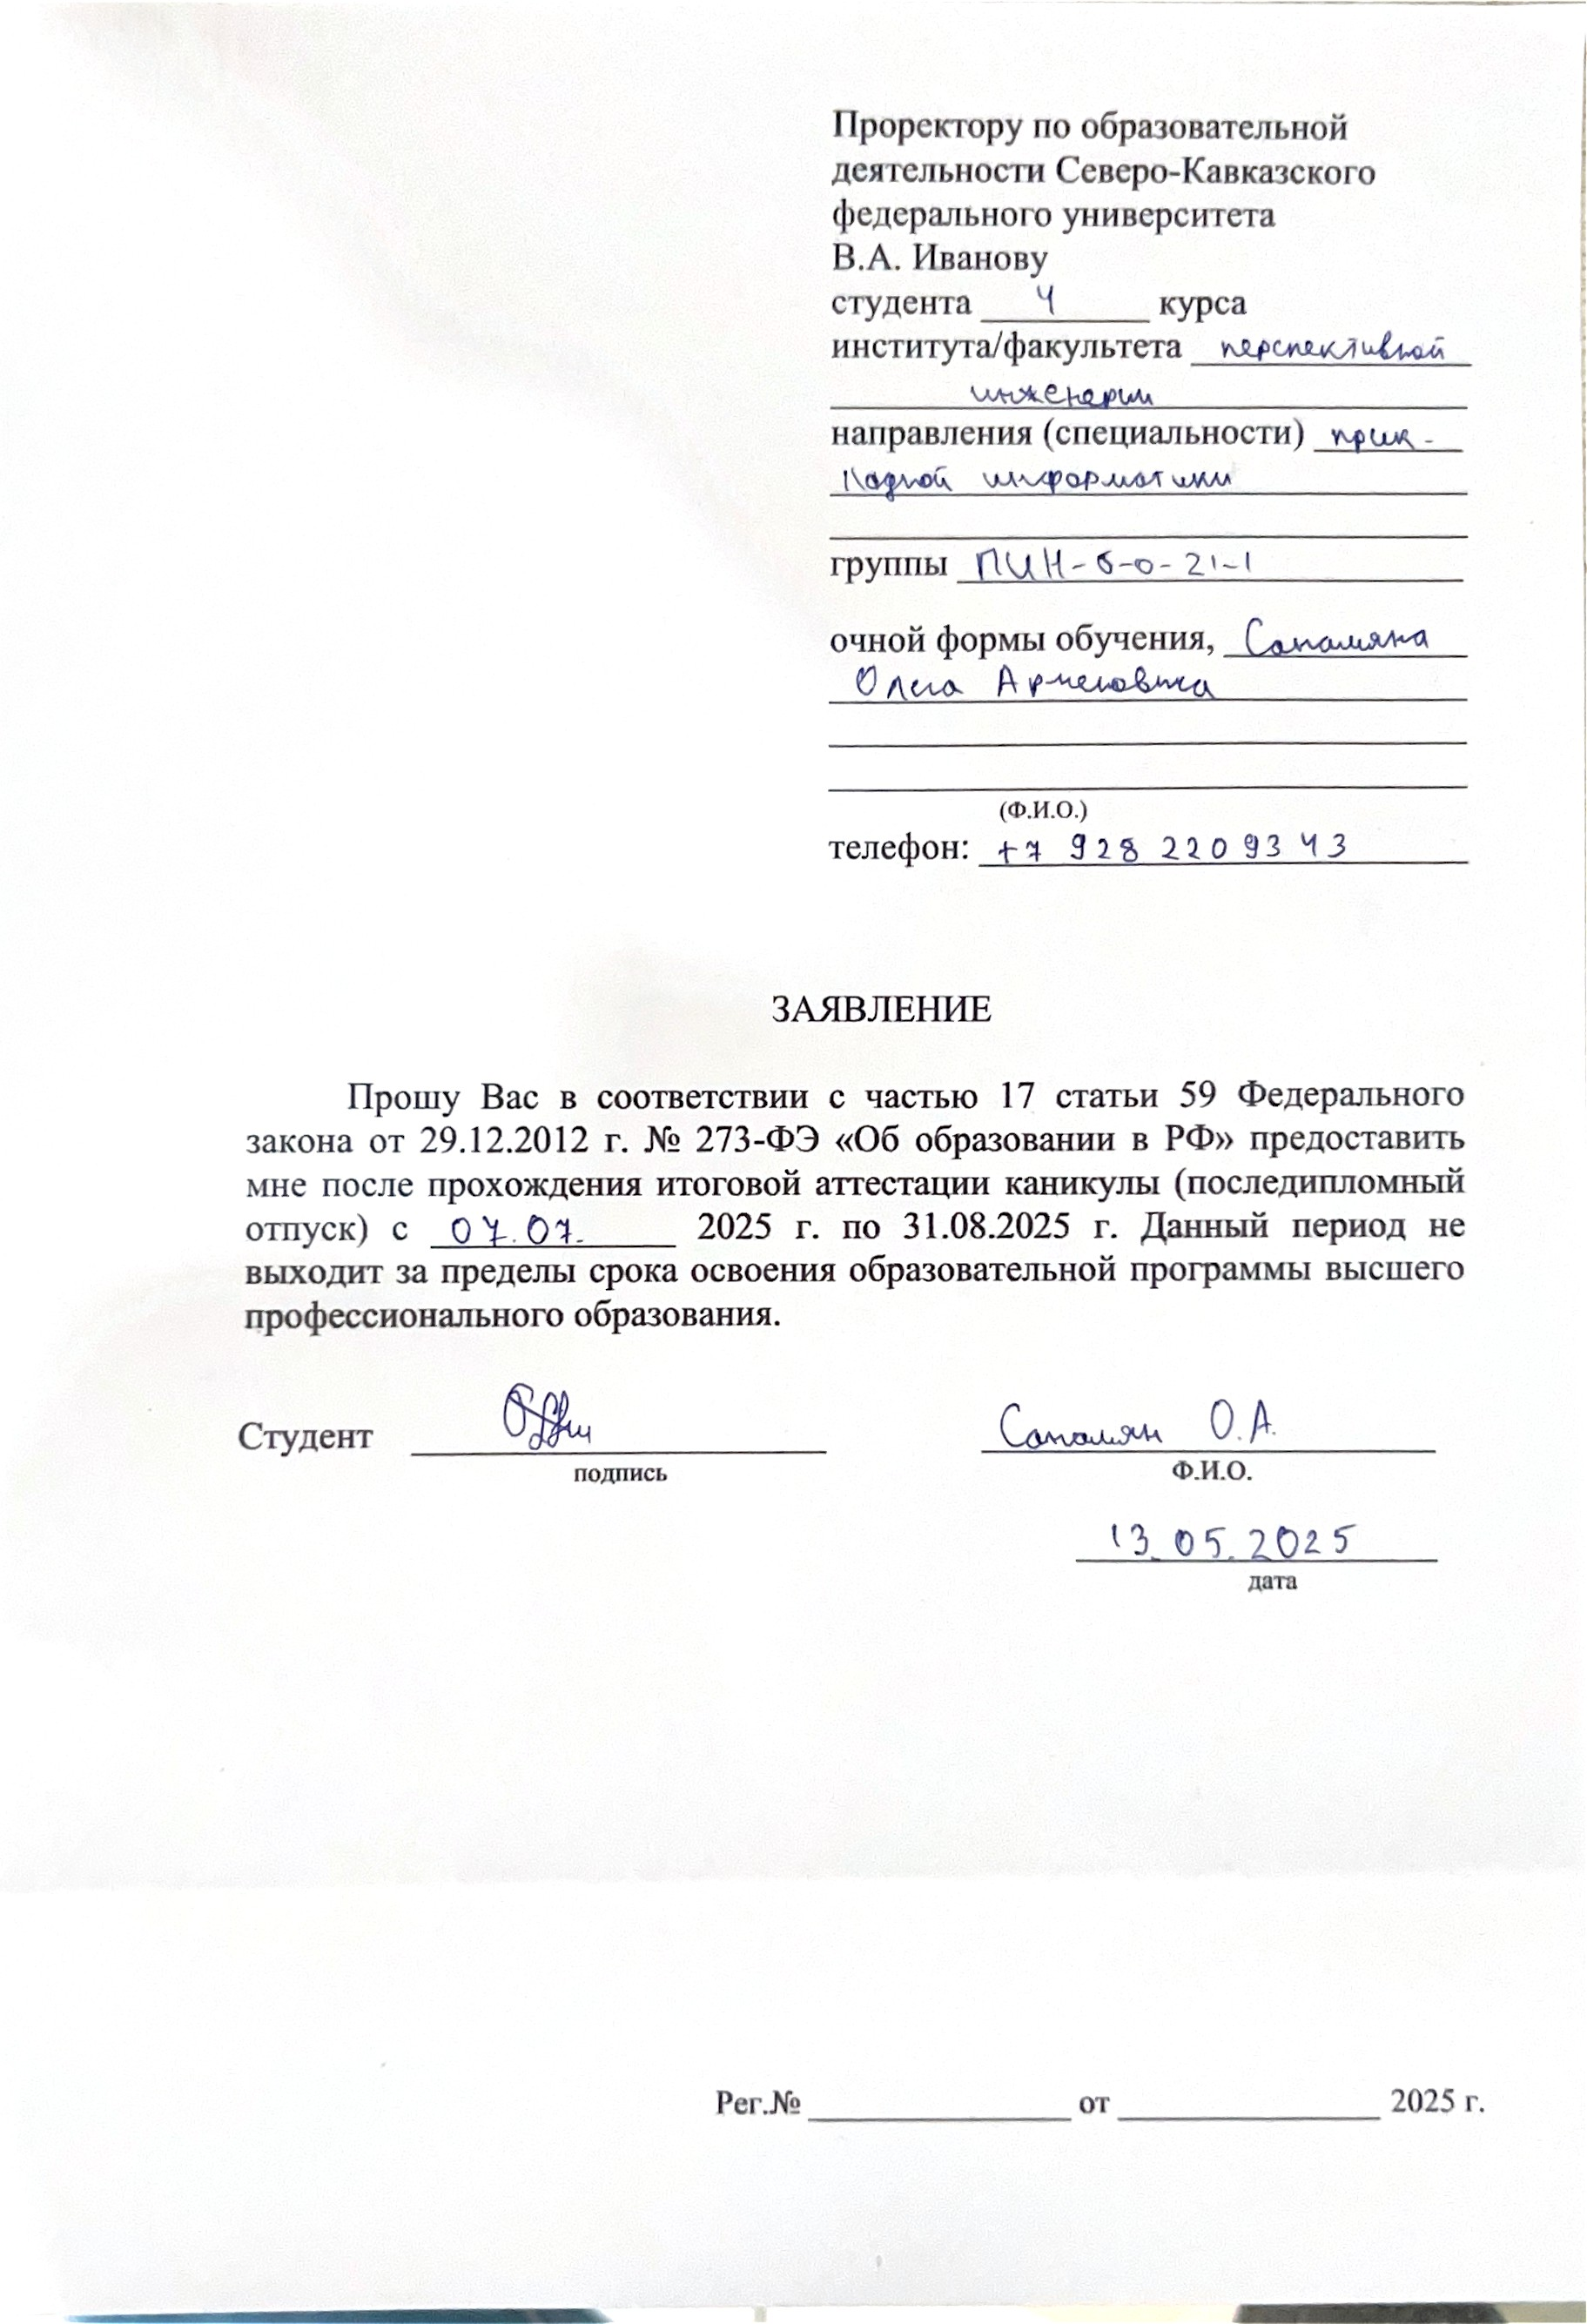 Проректору по образовательной
деятельности Северо-Кавказского
федерального университета
В.А. Иванову
студента 4 курса
института/факультета перспективной
инженерии
направления (специальности) прик-
ладной информатики
группы ПИН-б-о-21-1
очной формы обучения, Сапамяна
Олега Арменовича
(Ф.И.О.)
телефон: +7 928 220 93 43
ЗАЯВЛЕНИЕ
Прошу Вас в соответствии с частью 17 статьи 59 Федерального
закона от 29.12.2012 г. № 273-ФЭ «Об образовании в РФ» предоставить
мне после прохождения итоговой аттестации каникулы (последипломный
отпуск) с 07.07. 2025 г. по 31.08.2025 г. Данный период не
выходит за пределы срока освоения образовательной программы высшего
профессионального образования.
Студент Сапамян О.А.
подпись Ф.И.О.
13.05.2025
дата
Рег.№ от 2025 г.